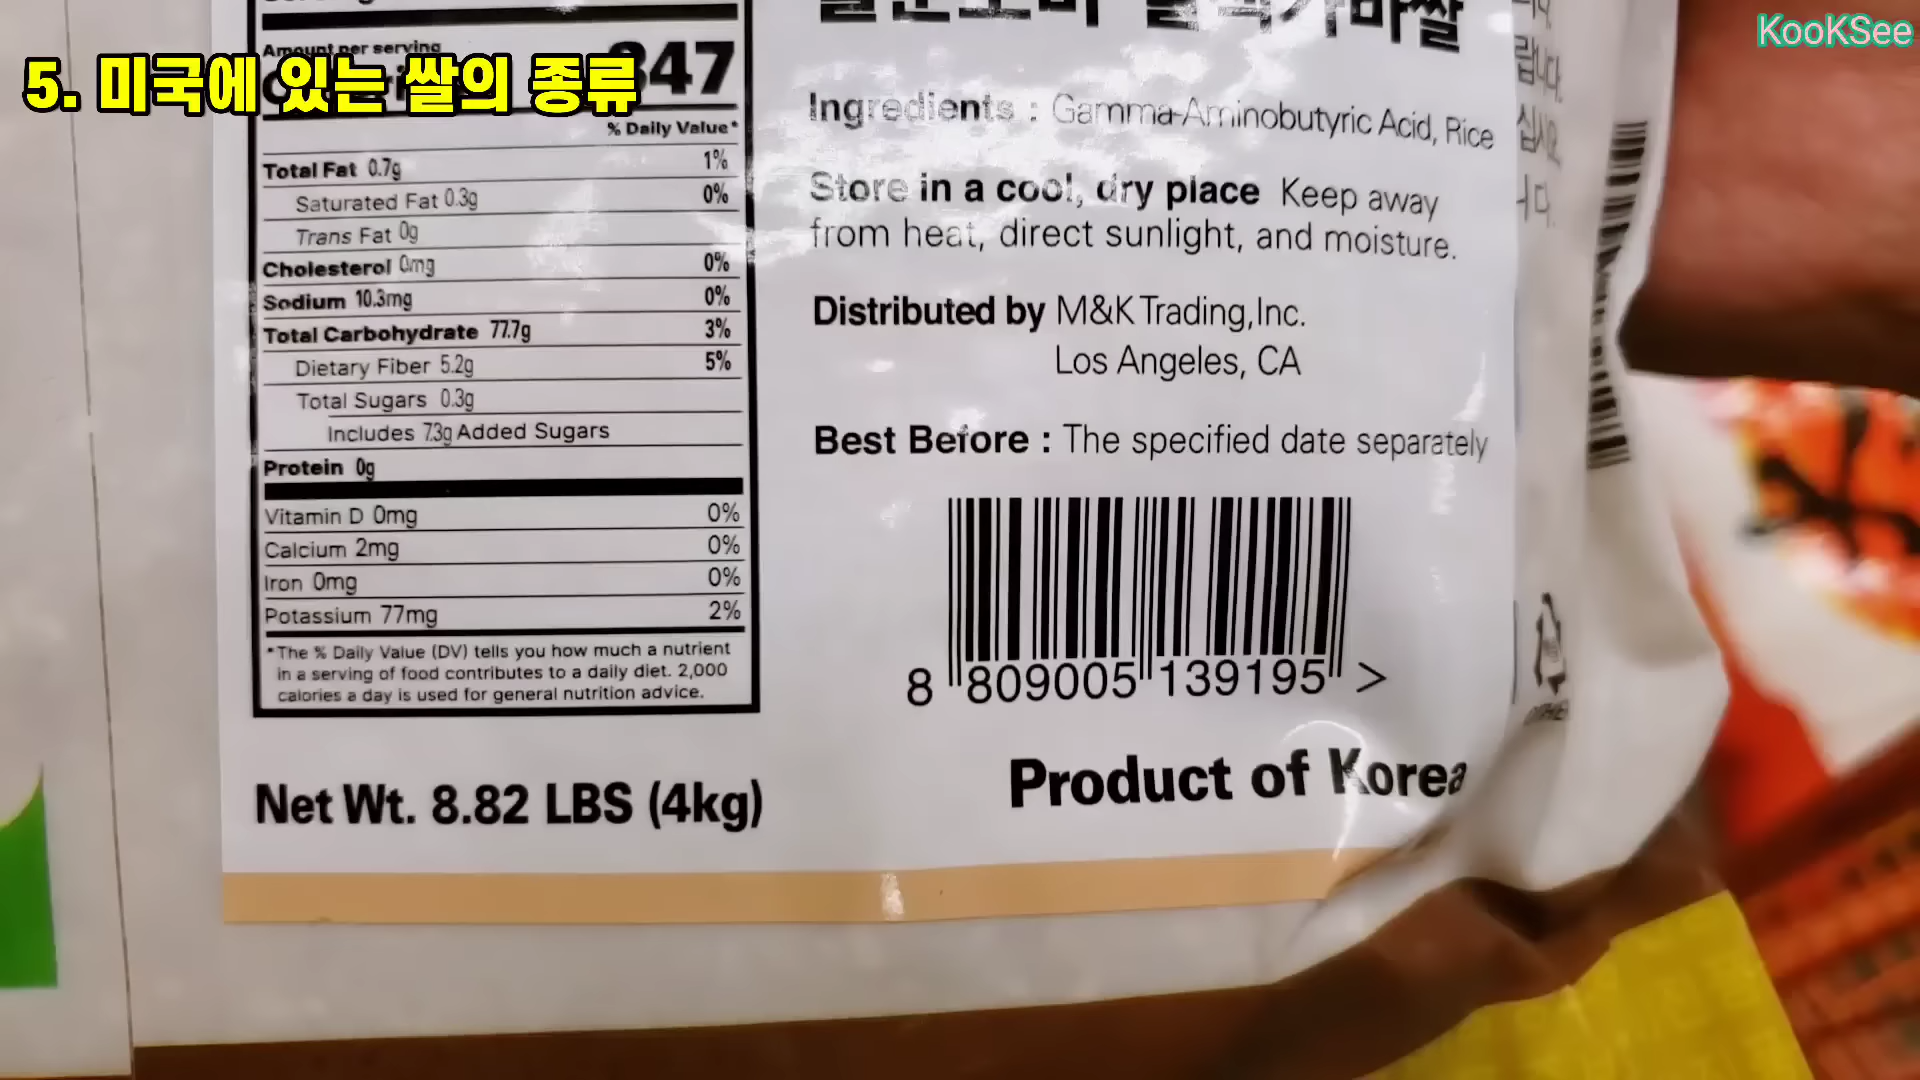 KooKSee
5. 미국에 있는 쌀의 종류
Amount per serving
347
% Daily Value*
Total Fat 0.7g 1%
Saturated Fat 0.3g 0%
Trans Fat 0g
Cholesterol 0mg 0%
Sodium 10.3mg 0%
Total Carbohydrate 77.7g 3%
Dietary Fiber 5.2g 5%
Total Sugars 0.3g
Includes 7.3g Added Sugars
Protein 0g
Vitamin D 0mg 0%
Calcium 2mg 0%
Iron 0mg 0%
Potassium 77mg 2%
*The % Daily Value (DV) tells you how much a nutrient
in a serving of food contributes to a daily diet. 2,000
calories a day is used for general nutrition advice.
Net Wt. 8.82 LBS (4kg)
Ingredients : Gamma-Aminobutyric Acid, Rice
Store in a cool, dry place Keep away
from heat, direct sunlight, and moisture.
Distributed by M&K Trading,Inc.
Los Angeles, CA
Best Before : The specified date separately
8 809005 139195 >
Product of Korea